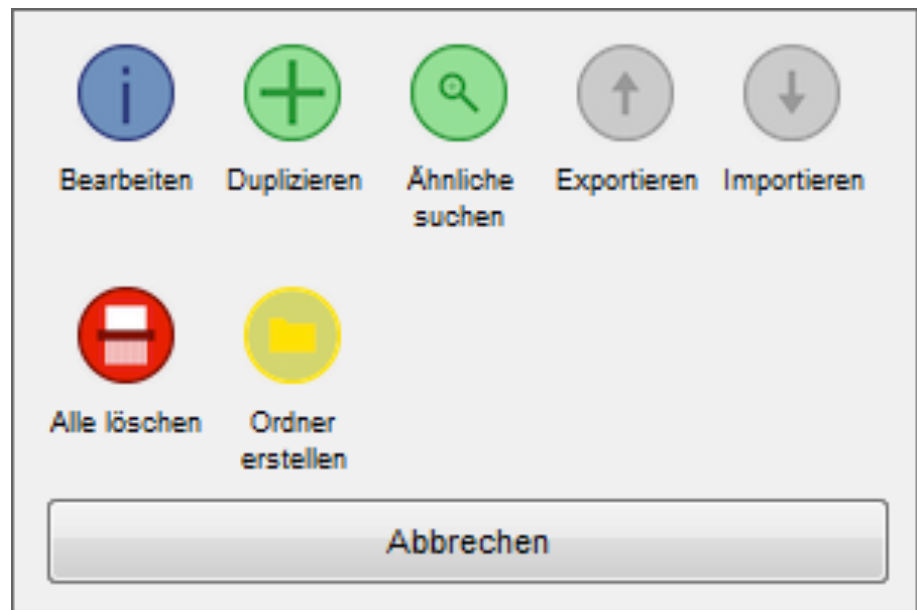 Bearbeiten Duplizieren Ähnliche suchen Exportieren Importieren
Alle löschen Ordner erstellen
Abbrechen